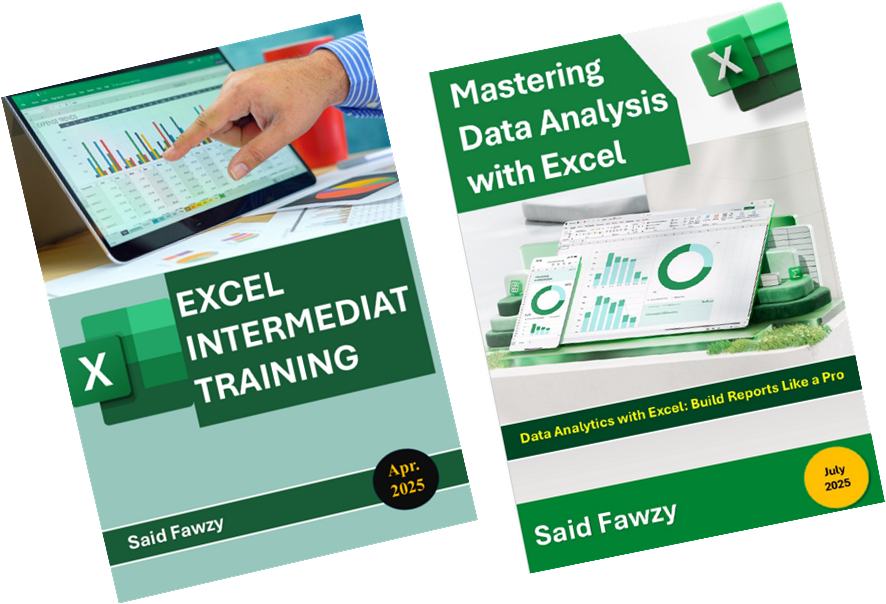 EXCEL
INTERMEDIAT
TRAINING
Apr.
2025
Said Fawzy
X
Mastering
Data Analysis
with Excel
X
Data Analytics with Excel: Build Reports Like a Pro
July
2025
Said Fawzy